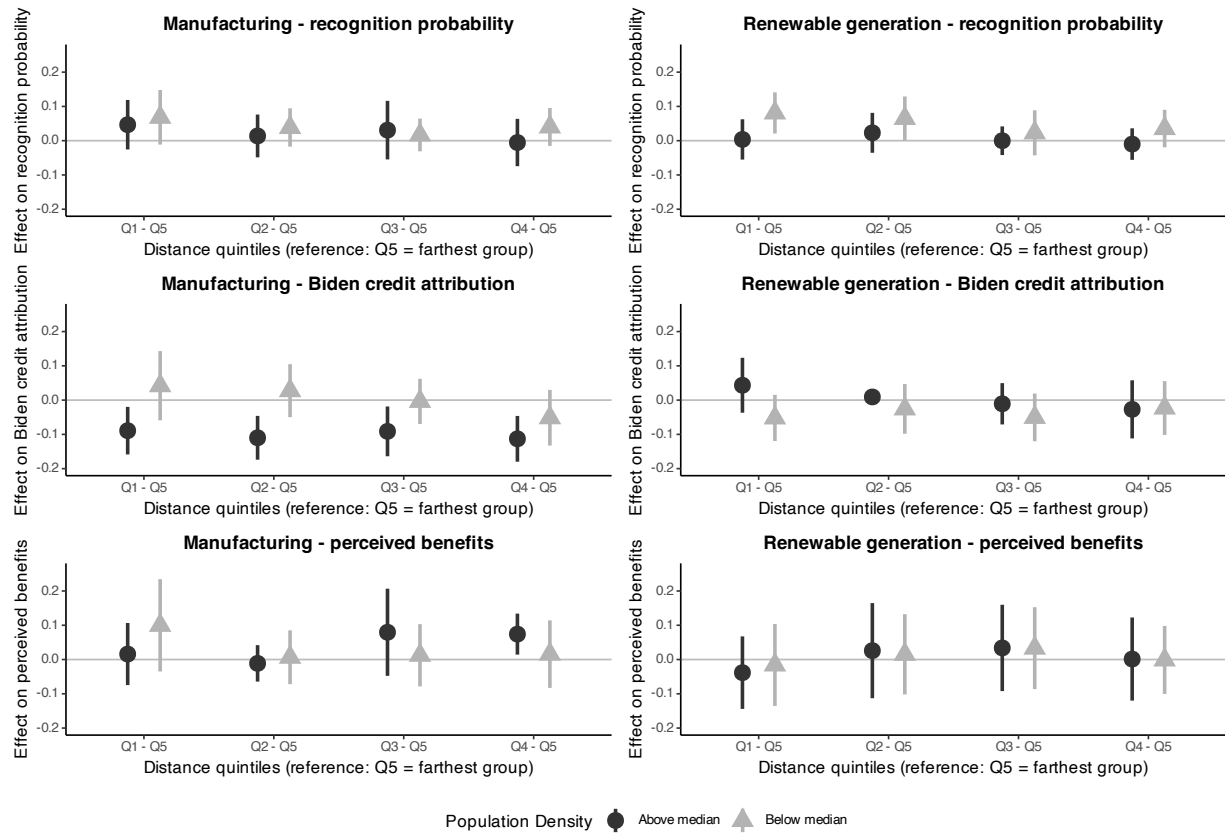 Manufacturing - recognition probability
Effect on recognition probability
0.2
0.1
0.0
-0.1
-0.2
Q1 - Q5 Q2 - Q5 Q3 - Q5 Q4 - Q5
Distance quintiles (reference: Q5 = farthest group)
Renewable generation - recognition probability
Effect on recognition probability
0.2
0.1
0.0
-0.1
-0.2
Q1 - Q5 Q2 - Q5 Q3 - Q5 Q4 - Q5
Distance quintiles (reference: Q5 = farthest group)
Manufacturing - Biden credit attribution
Effect on Biden credit attribution
0.2
0.1
0.0
-0.1
-0.2
Q1 - Q5 Q2 - Q5 Q3 - Q5 Q4 - Q5
Distance quintiles (reference: Q5 = farthest group)
Renewable generation - Biden credit attribution
Effect on Biden credit attribution
0.2
0.1
0.0
-0.1
-0.2
Q1 - Q5 Q2 - Q5 Q3 - Q5 Q4 - Q5
Distance quintiles (reference: Q5 = farthest group)
Manufacturing - perceived benefits
Effect on perceived benefits
0.2
0.1
0.0
-0.1
-0.2
Q1 - Q5 Q2 - Q5 Q3 - Q5 Q4 - Q5
Distance quintiles (reference: Q5 = farthest group)
Renewable generation - perceived benefits
Effect on perceived benefits
0.2
0.1
0.0
-0.1
-0.2
Q1 - Q5 Q2 - Q5 Q3 - Q5 Q4 - Q5
Distance quintiles (reference: Q5 = farthest group)
Population Density Above median Below median